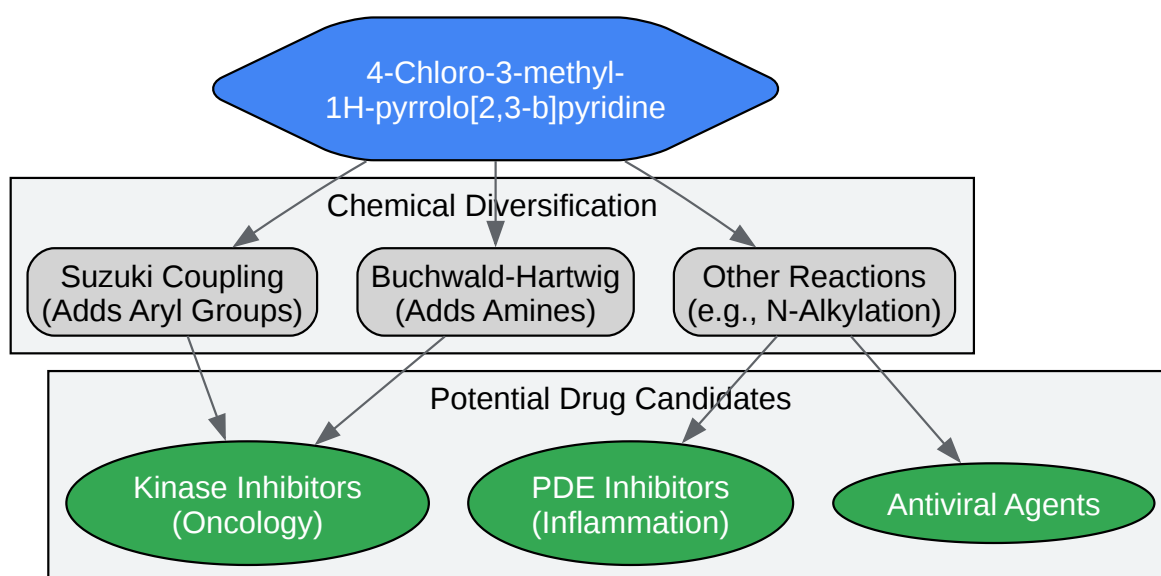 4-Chloro-3-methyl-
1H-pyrrolo[2,3-b]pyridine
Chemical Diversification
Suzuki Coupling
(Adds Aryl Groups)
Buchwald-Hartwig
(Adds Amines)
Other Reactions
(e.g., N-Alkylation)
Potential Drug Candidates
Kinase Inhibitors
(Oncology)
PDE Inhibitors
(Inflammation)
Antiviral Agents